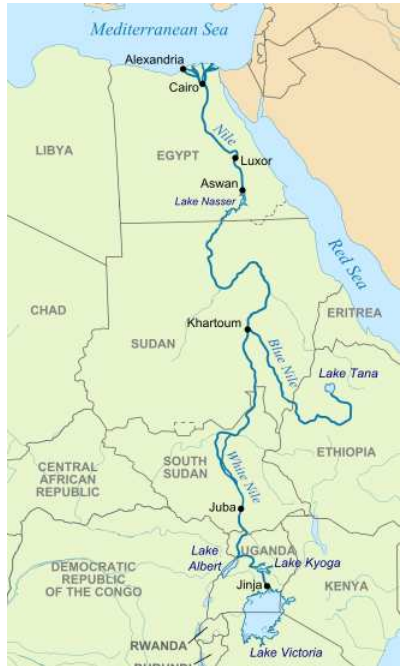 Mediterranean Sea
Alexandria
Cairo
LIBYA
EGYPT
Nile
Luxor
Aswan
Lake Nasser
Red Sea
CHAD
SUDAN
Khartoum
ERITREA
Blue Nile
Lake Tana
CENTRAL
AFRICAN
REPUBLIC
SOUTH
SUDAN
White Nile
ETHIOPIA
Juba
DEMOCRATIC
REPUBLIC
OF THE CONGO
Lake
Albert
UGANDA
Lake Kyoga
Jinja
KENYA
RWANDA
Lake Victoria
BURUNDI